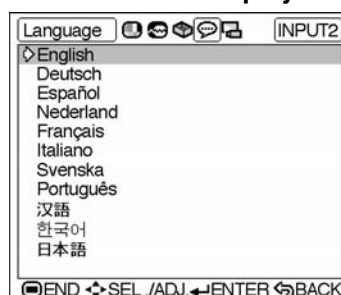 Language INPUT2
English
Deutsch
Español
Nederland
Français
Italiano
Svenska
Português
汉語
한국어
日本語
END SEL./ADJ. ENTER BACK